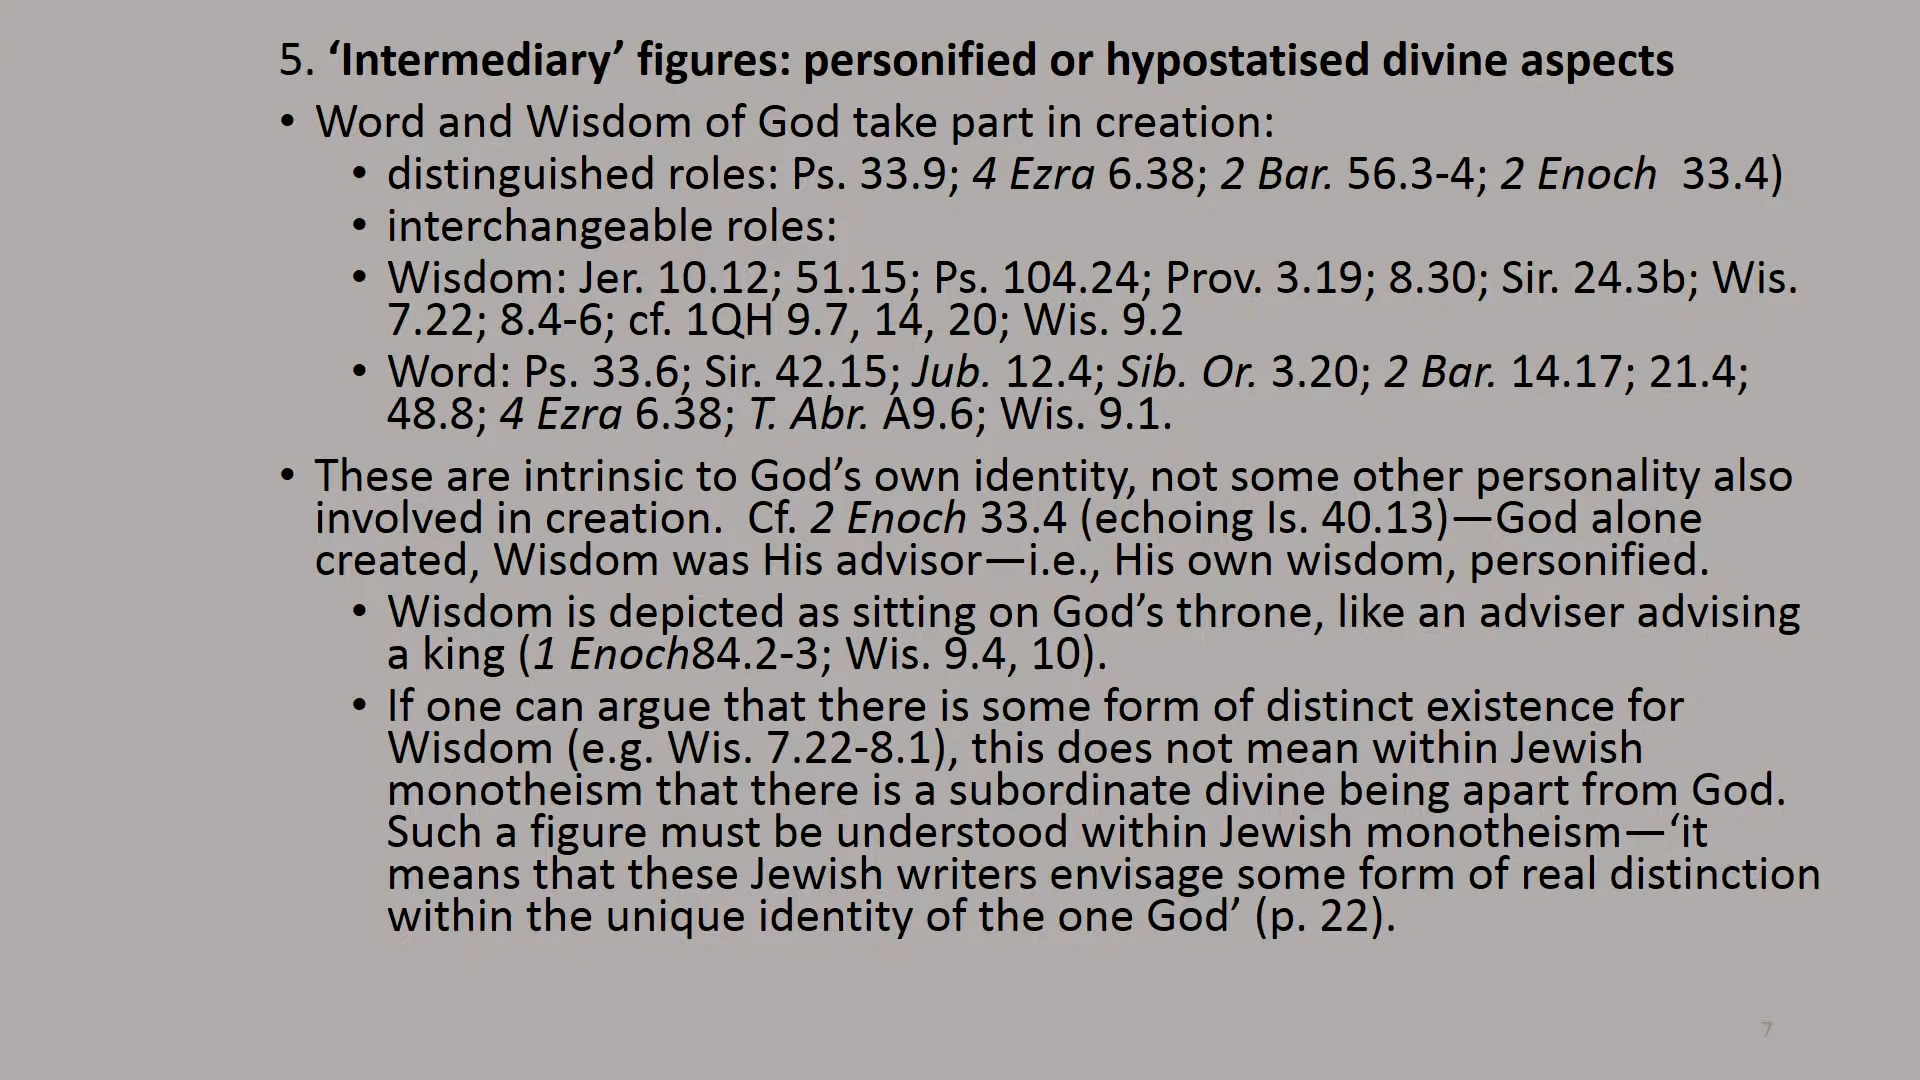 5. ‘Intermediary’ figures: personified or hypostatised divine aspects
• Word and Wisdom of God take part in creation:
• distinguished roles: Ps. 33.9; 4 Ezra 6.38; 2 Bar. 56.3-4; 2 Enoch  33.4)
• interchangeable roles:
• Wisdom: Jer. 10.12; 51.15; Ps. 104.24; Prov. 3.19; 8.30; Sir. 24.3b; Wis.
7.22; 8.4-6; cf. 1QH 9.7, 14, 20; Wis. 9.2
• Word: Ps. 33.6; Sir. 42.15; Jub. 12.4; Sib. Or. 3.20; 2 Bar. 14.17; 21.4;
48.8; 4 Ezra 6.38; T. Abr. A9.6; Wis. 9.1.
• These are intrinsic to God’s own identity, not some other personality also
involved in creation.  Cf. 2 Enoch 33.4 (echoing Is. 40.13)—God alone
created, Wisdom was His advisor—i.e., His own wisdom, personified.
• Wisdom is depicted as sitting on God’s throne, like an adviser advising
a king (1 Enoch84.2-3; Wis. 9.4, 10).
• If one can argue that there is some form of distinct existence for
Wisdom (e.g. Wis. 7.22-8.1), this does not mean within Jewish
monotheism that there is a subordinate divine being apart from God.
Such a figure must be understood within Jewish monotheism—‘it
means that these Jewish writers envisage some form of real distinction
within the unique identity of the one God’ (p. 22).
7